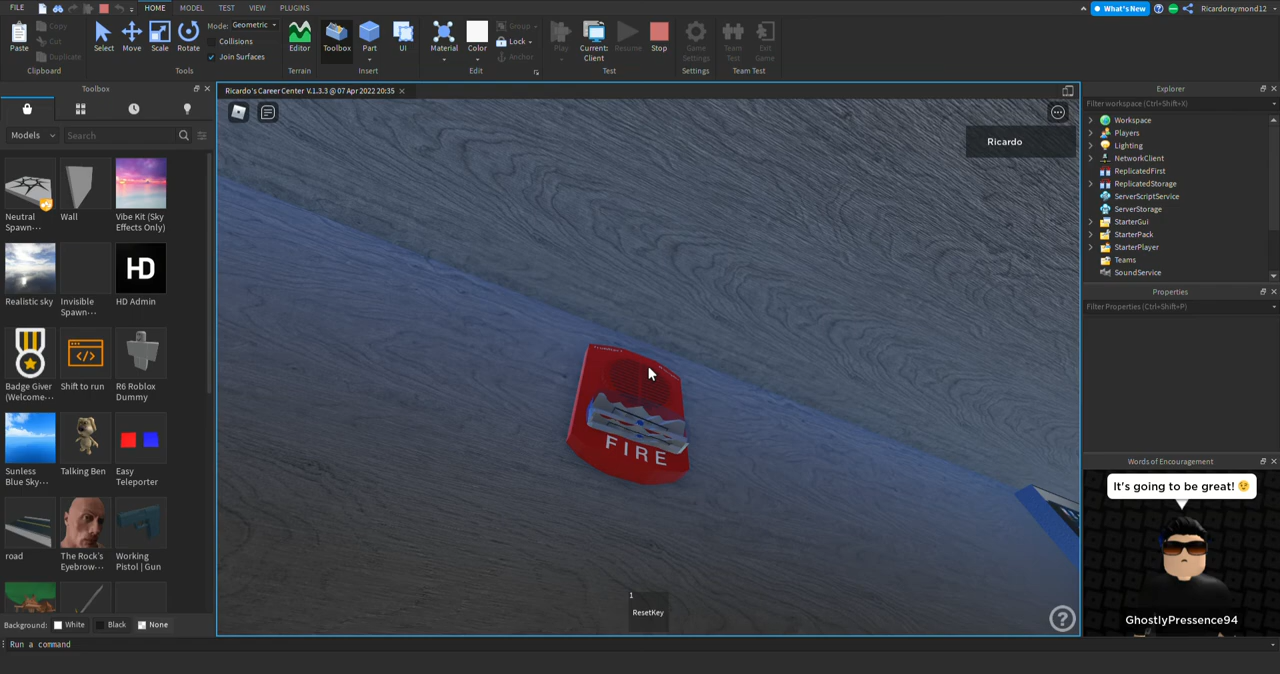 FILE HOME MODEL TEST VIEW PLUGINS What's New Ricardoraymond12
Paste Copy Cut Duplicate Select Move Scale Rotate Mode: Geometric Collisions Join Surfaces Editor Toolbox Part UI Material Color Group Lock Anchor Play Current: Client Resume Stop Game Settings Team Test Exit Game
Clipboard Tools Terrain Insert Edit Test Settings Team Test
Toolbox
Models Search
Neutral Spawn...
Wall
Vibe Kit (Sky Effects Only)
HD
Realistic sky
Invisible Spawn...
HD Admin
Badge Giver (Welcome...
Shift to run
R6 Roblox Dummy
Sunless Blue Sky...
Talking Ben
Easy Teleporter
road
The Rock's Eyebrow...
Working Pistol | Gun
Background: White Black None
Run a command
Ricardo's Career Center V.1.3.3 @ 07 Apr 2022 20:35
Ricardo
FIRE
1
ResetKey
?
Explorer
Filter workspace (Ctrl+Shift+X)
Workspace
Players
Lighting
NetworkClient
ReplicatedFirst
ReplicatedStorage
ServerScriptService
ServerStorage
StarterGui
StarterPack
StarterPlayer
Teams
SoundService
Properties
Filter Properties (Ctrl+Shift+P)
Words of Encouragement
It's going to be great! 😉
GhostlyPressence94